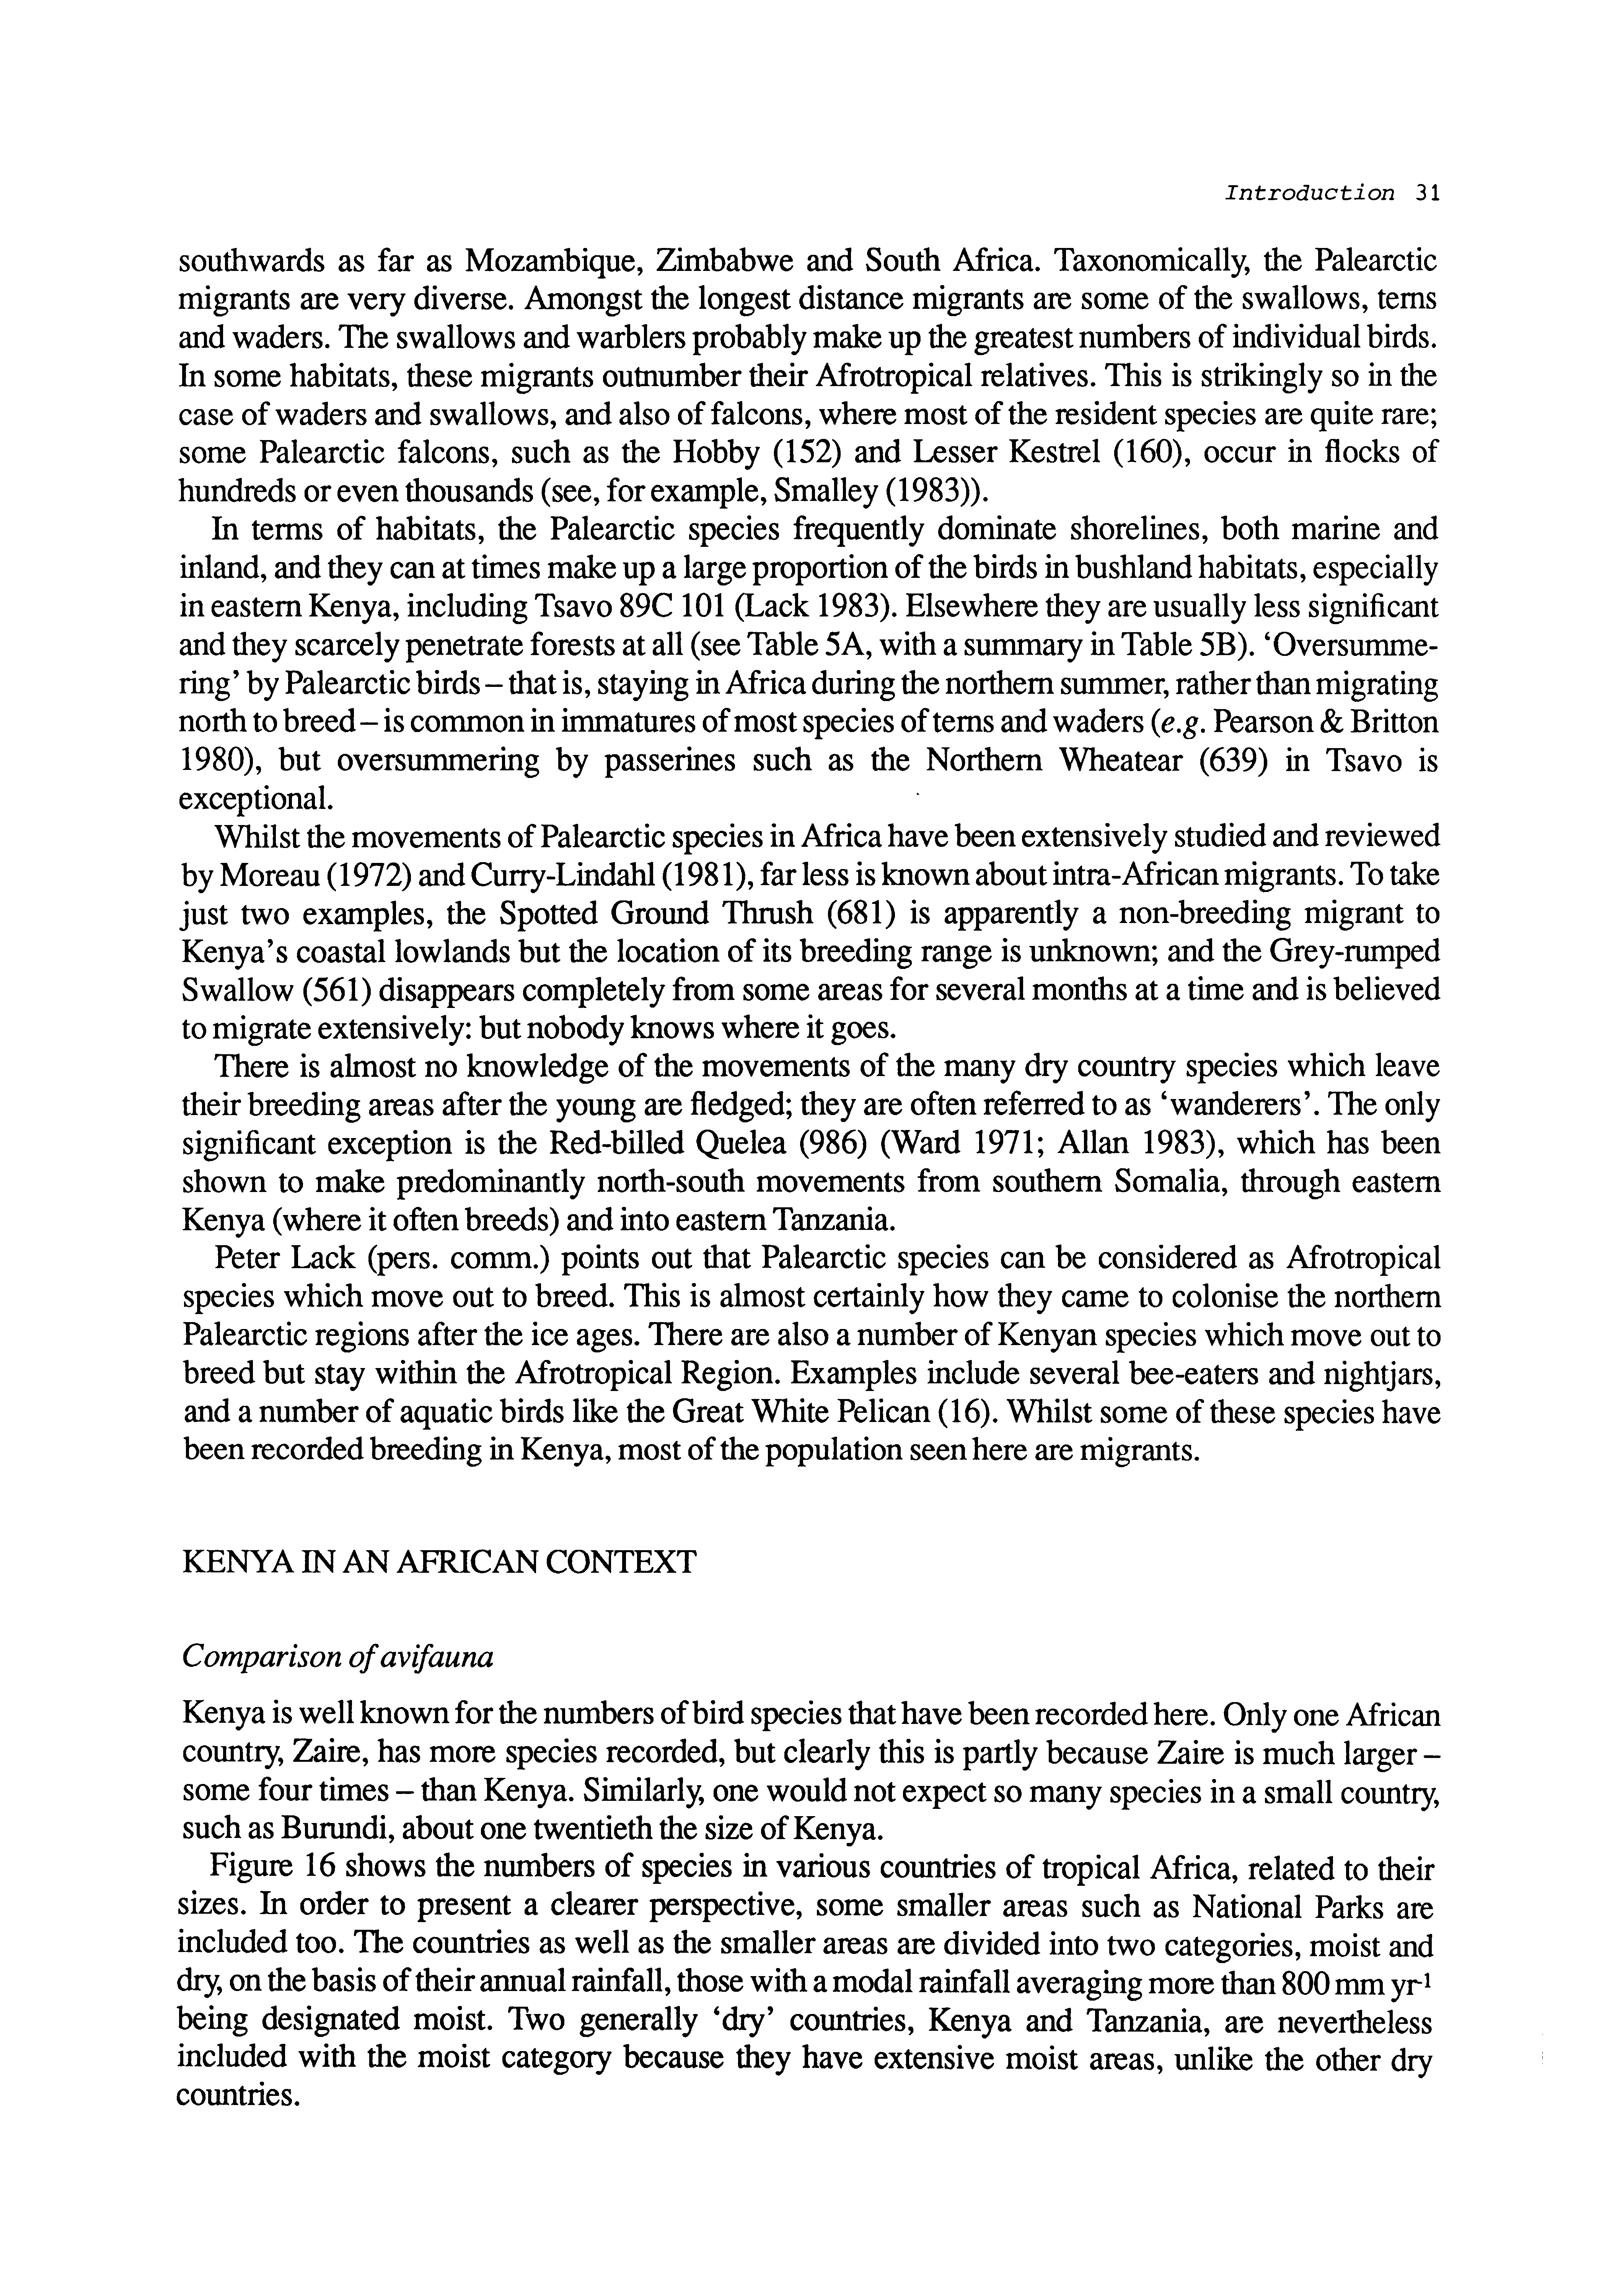 Introduction 31
southwards as far as Mozambique, Zimbabwe and South Africa. Taxonomically, the Palearctic
migrants are very diverse. Amongst the longest distance migrants are some of the swallows, terns
and waders. The swallows and warblers probably make up the greatest numbers of individual birds.
In some habitats, these migrants outnumber their Afrotropical relatives. This is strikingly so in the
case of waders and swallows, and also of falcons, where most of the resident species are quite rare;
some Palearctic falcons, such as the Hobby (152) and Lesser Kestrel (160), occur in flocks of
hundreds or even thousands (see, for example, Smalley (1983)).
In terms of habitats, the Palearctic species frequently dominate shorelines, both marine and
inland, and they can at times make up a large proportion of the birds in bushland habitats, especially
in eastern Kenya, including Tsavo 89C 101 (Lack 1983). Elsewhere they are usually less significant
and they scarcely penetrate forests at all (see Table 5A, with a summary in Table 5B). ‘Oversumme-
ring’ by Palearctic birds – that is, staying in Africa during the northern summer, rather than migrating
north to breed – is common in immatures of most species of terns and waders (e.g. Pearson & Britton
1980), but oversummering by passerines such as the Northern Wheatear (639) in Tsavo is
exceptional.
Whilst the movements of Palearctic species in Africa have been extensively studied and reviewed
by Moreau (1972) and Curry-Lindahl (1981), far less is known about intra-African migrants. To take
just two examples, the Spotted Ground Thrush (681) is apparently a non-breeding migrant to
Kenya’s coastal lowlands but the location of its breeding range is unknown; and the Grey-rumped
Swallow (561) disappears completely from some areas for several months at a time and is believed
to migrate extensively: but nobody knows where it goes.
There is almost no knowledge of the movements of the many dry country species which leave
their breeding areas after the young are fledged; they are often referred to as ‘wanderers’. The only
significant exception is the Red-billed Quelea (986) (Ward 1971; Allan 1983), which has been
shown to make predominantly north-south movements from southern Somalia, through eastern
Kenya (where it often breeds) and into eastern Tanzania.
Peter Lack (pers. comm.) points out that Palearctic species can be considered as Afrotropical
species which move out to breed. This is almost certainly how they came to colonise the northern
Palearctic regions after the ice ages. There are also a number of Kenyan species which move out to
breed but stay within the Afrotropical Region. Examples include several bee-eaters and nightjars,
and a number of aquatic birds like the Great White Pelican (16). Whilst some of these species have
been recorded breeding in Kenya, most of the population seen here are migrants.
KENYA IN AN AFRICAN CONTEXT
Comparison of avifauna
Kenya is well known for the numbers of bird species that have been recorded here. Only one African
country, Zaire, has more species recorded, but clearly this is partly because Zaire is much larger –
some four times – than Kenya. Similarly, one would not expect so many species in a small country,
such as Burundi, about one twentieth the size of Kenya.
Figure 16 shows the numbers of species in various countries of tropical Africa, related to their
sizes. In order to present a clearer perspective, some smaller areas such as National Parks are
included too. The countries as well as the smaller areas are divided into two categories, moist and
dry, on the basis of their annual rainfall, those with a modal rainfall averaging more than 800 mm yr-¹
being designated moist. Two generally ‘dry’ countries, Kenya and Tanzania, are nevertheless
included with the moist category because they have extensive moist areas, unlike the other dry
countries.